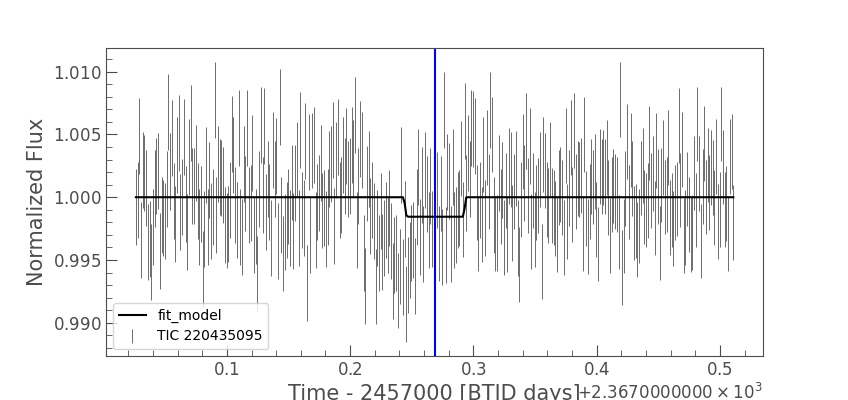 1.010
1.005
1.000
0.995
0.990
Normalized Flux
fit_model
TIC 220435095
0.1
0.2
0.3
0.4
0.5
Time - 2457000 [BTJD days]
+2.3670000000 × 10³